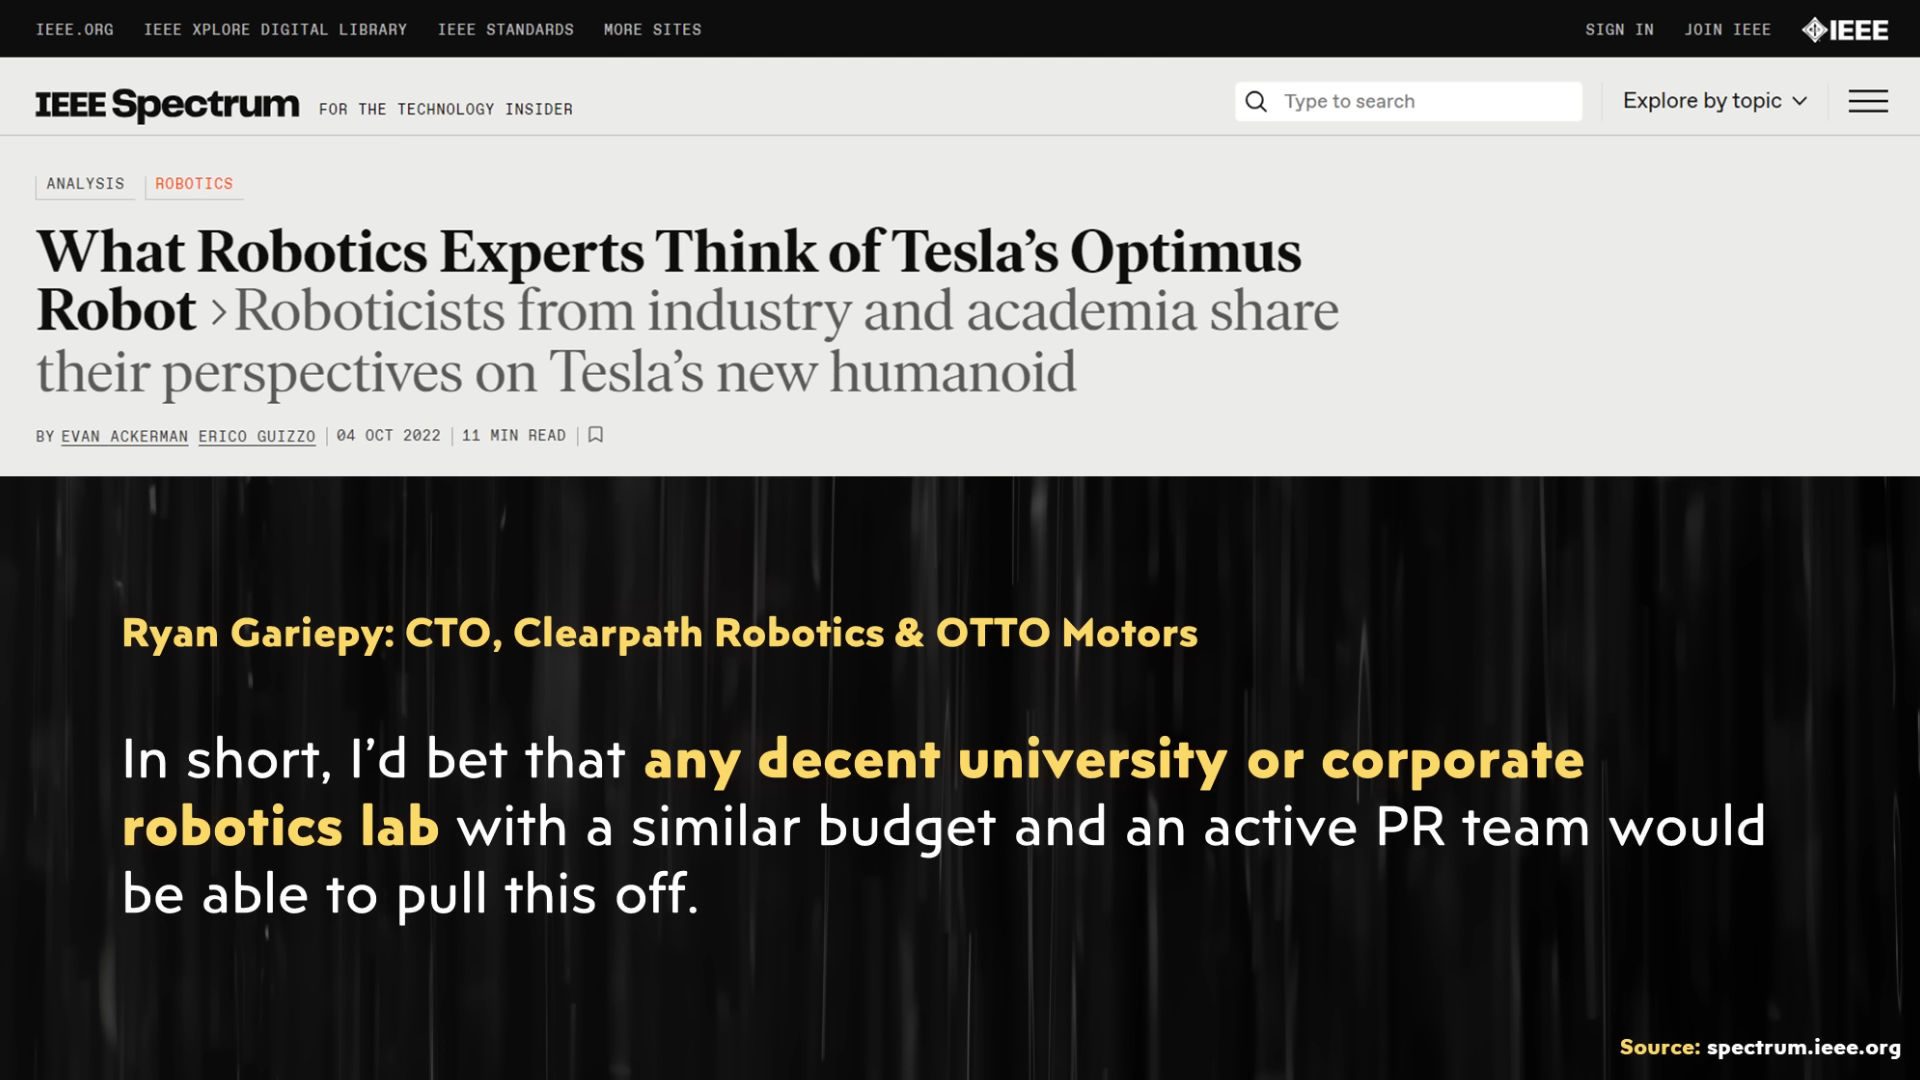 IEEE.ORG IEEE XPLORE DIGITAL LIBRARY IEEE STANDARDS MORE SITES SIGN IN JOIN IEEE IEEE
IEEE Spectrum FOR THE TECHNOLOGY INSIDER Type to search Explore by topic
ANALYSIS ROBOTICS
What Robotics Experts Think of Tesla’s Optimus
Robot > Roboticists from industry and academia share
their perspectives on Tesla’s new humanoid
BY EVAN ACKERMAN ERICO GUIZZO | 04 OCT 2022 | 11 MIN READ |
Ryan Gariepy: CTO, Clearpath Robotics & OTTO Motors
In short, I’d bet that any decent university or corporate
robotics lab with a similar budget and an active PR team would
be able to pull this off.
Source: spectrum.ieee.org